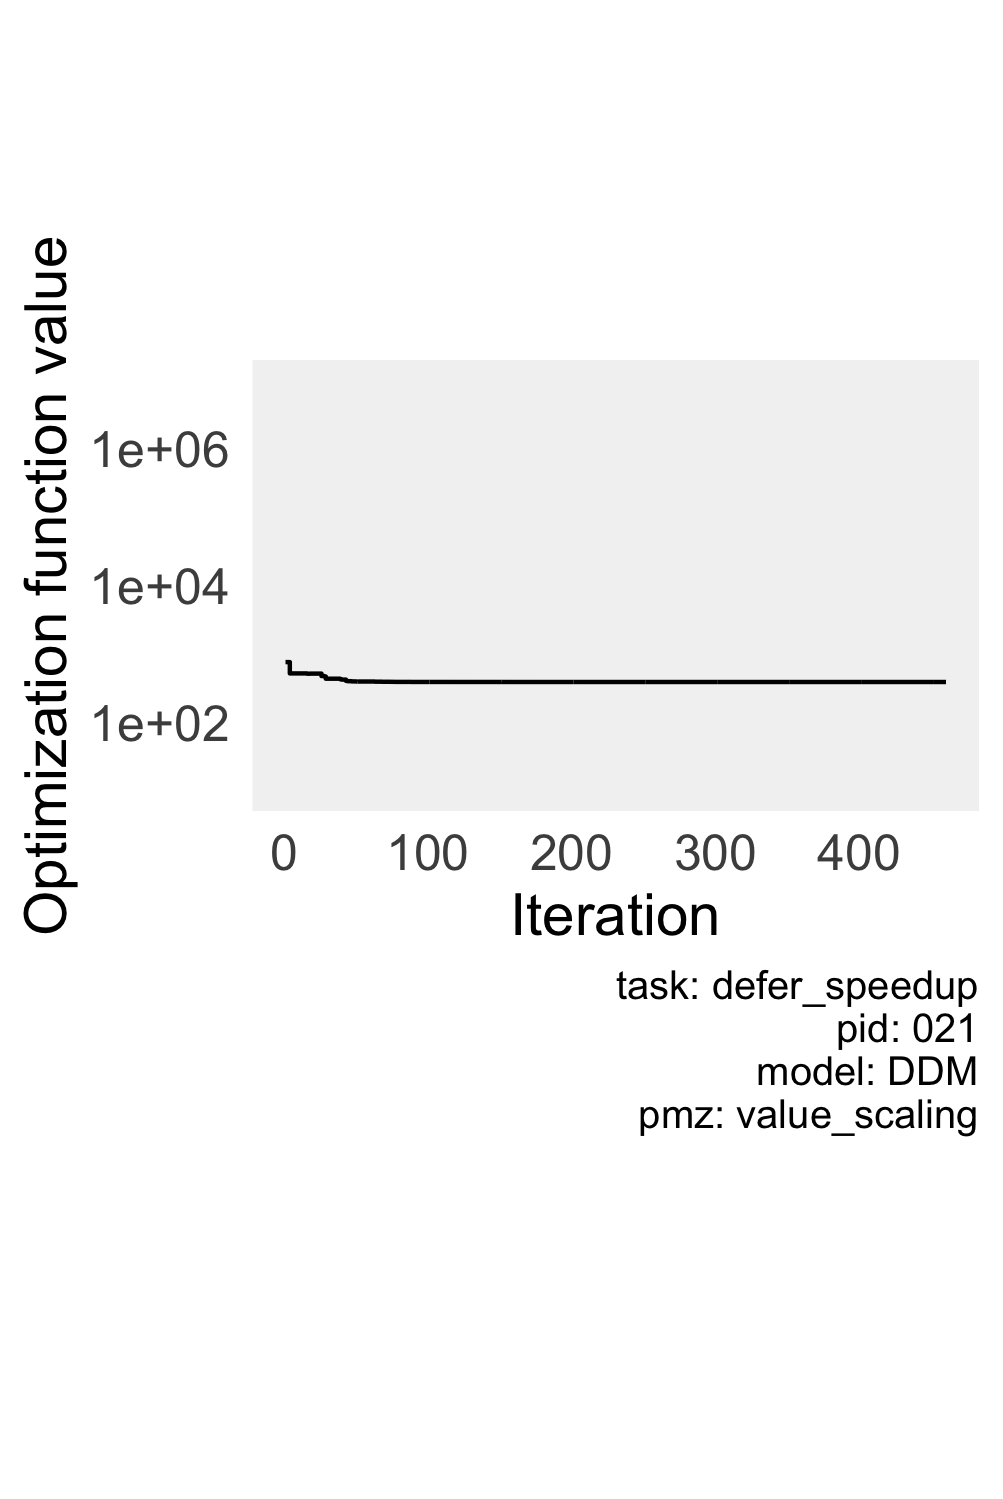 Optimization function value
1e+06
1e+04
1e+02
0 100 200 300 400
Iteration
task: defer_speedup
pid: 021
model: DDM
pmz: value_scaling